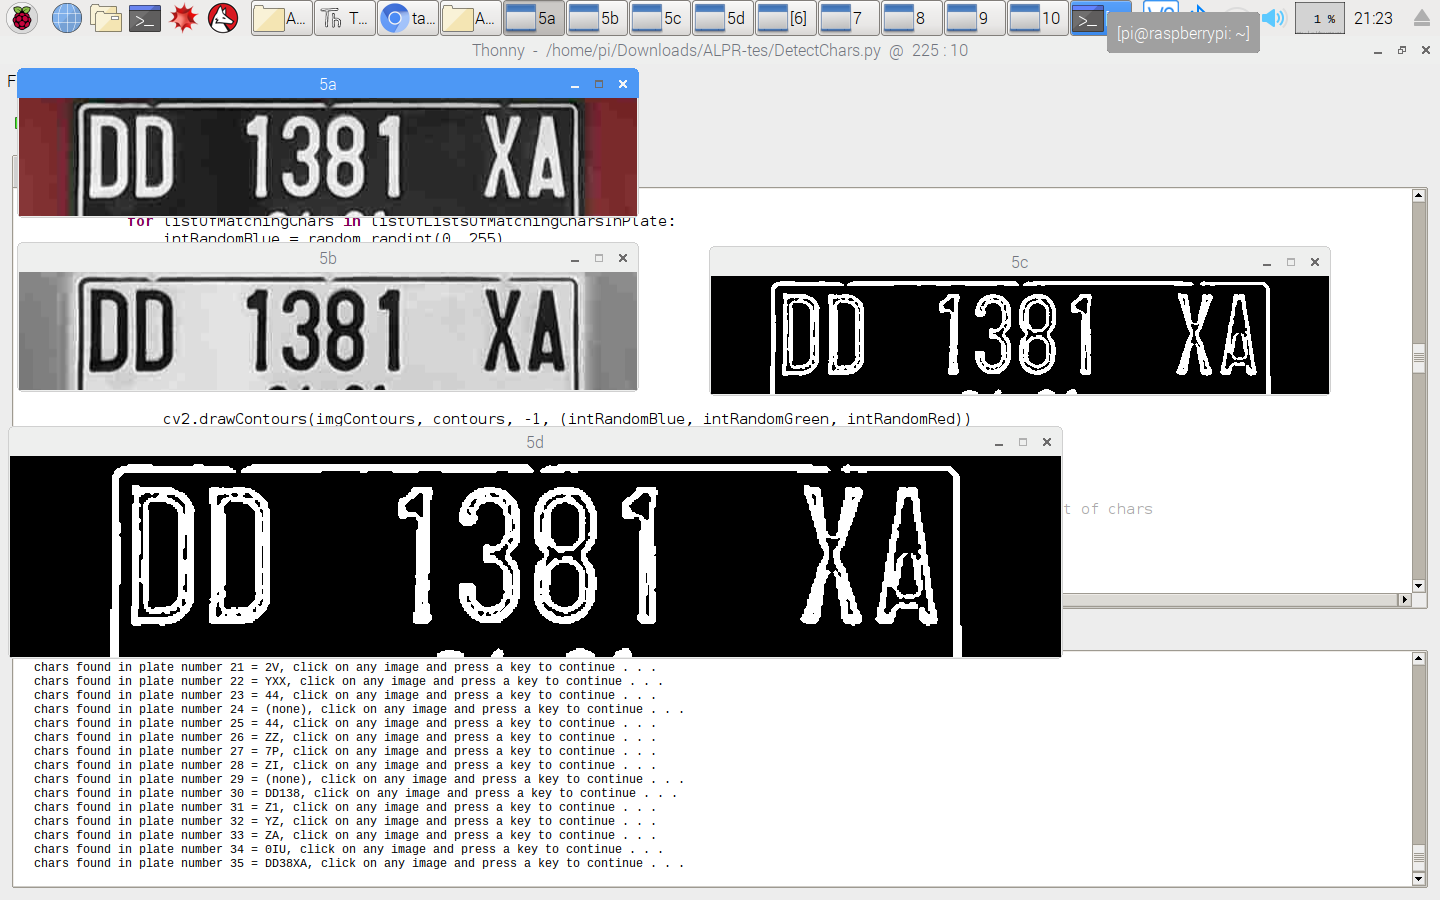 A... T... ta... A... 5a 5b 5c 5d [6] 7 8 9 10 1 % 21:23
[pi@raspberrypi: ~]
Thonny - /home/pi/Downloads/ALPR-tes/DetectChars.py @ 225 : 10
F
5a
DD 1381 XA
for listOfMatchingChars in listOfListsOfMatchingCharsInPlate:
intRandomBlue = random.randint(0, 255)
5b
DD 1381 XA
5c
DD 1381 XA
cv2.drawContours(imgContours, contours, -1, (intRandomBlue, intRandomGreen, intRandomRed))
5d
DD 1381 XA
t of chars
chars found in plate number 21 = 2V, click on any image and press a key to continue . . .
chars found in plate number 22 = YXX, click on any image and press a key to continue . . .
chars found in plate number 23 = 44, click on any image and press a key to continue . . .
chars found in plate number 24 = (none), click on any image and press a key to continue . . .
chars found in plate number 25 = 44, click on any image and press a key to continue . . .
chars found in plate number 26 = ZZ, click on any image and press a key to continue . . .
chars found in plate number 27 = 7P, click on any image and press a key to continue . . .
chars found in plate number 28 = ZI, click on any image and press a key to continue . . .
chars found in plate number 29 = (none), click on any image and press a key to continue . . .
chars found in plate number 30 = DD138, click on any image and press a key to continue . . .
chars found in plate number 31 = Z1, click on any image and press a key to continue . . .
chars found in plate number 32 = YZ, click on any image and press a key to continue . . .
chars found in plate number 33 = ZA, click on any image and press a key to continue . . .
chars found in plate number 34 = 0IU, click on any image and press a key to continue . . .
chars found in plate number 35 = DD38XA, click on any image and press a key to continue . . .